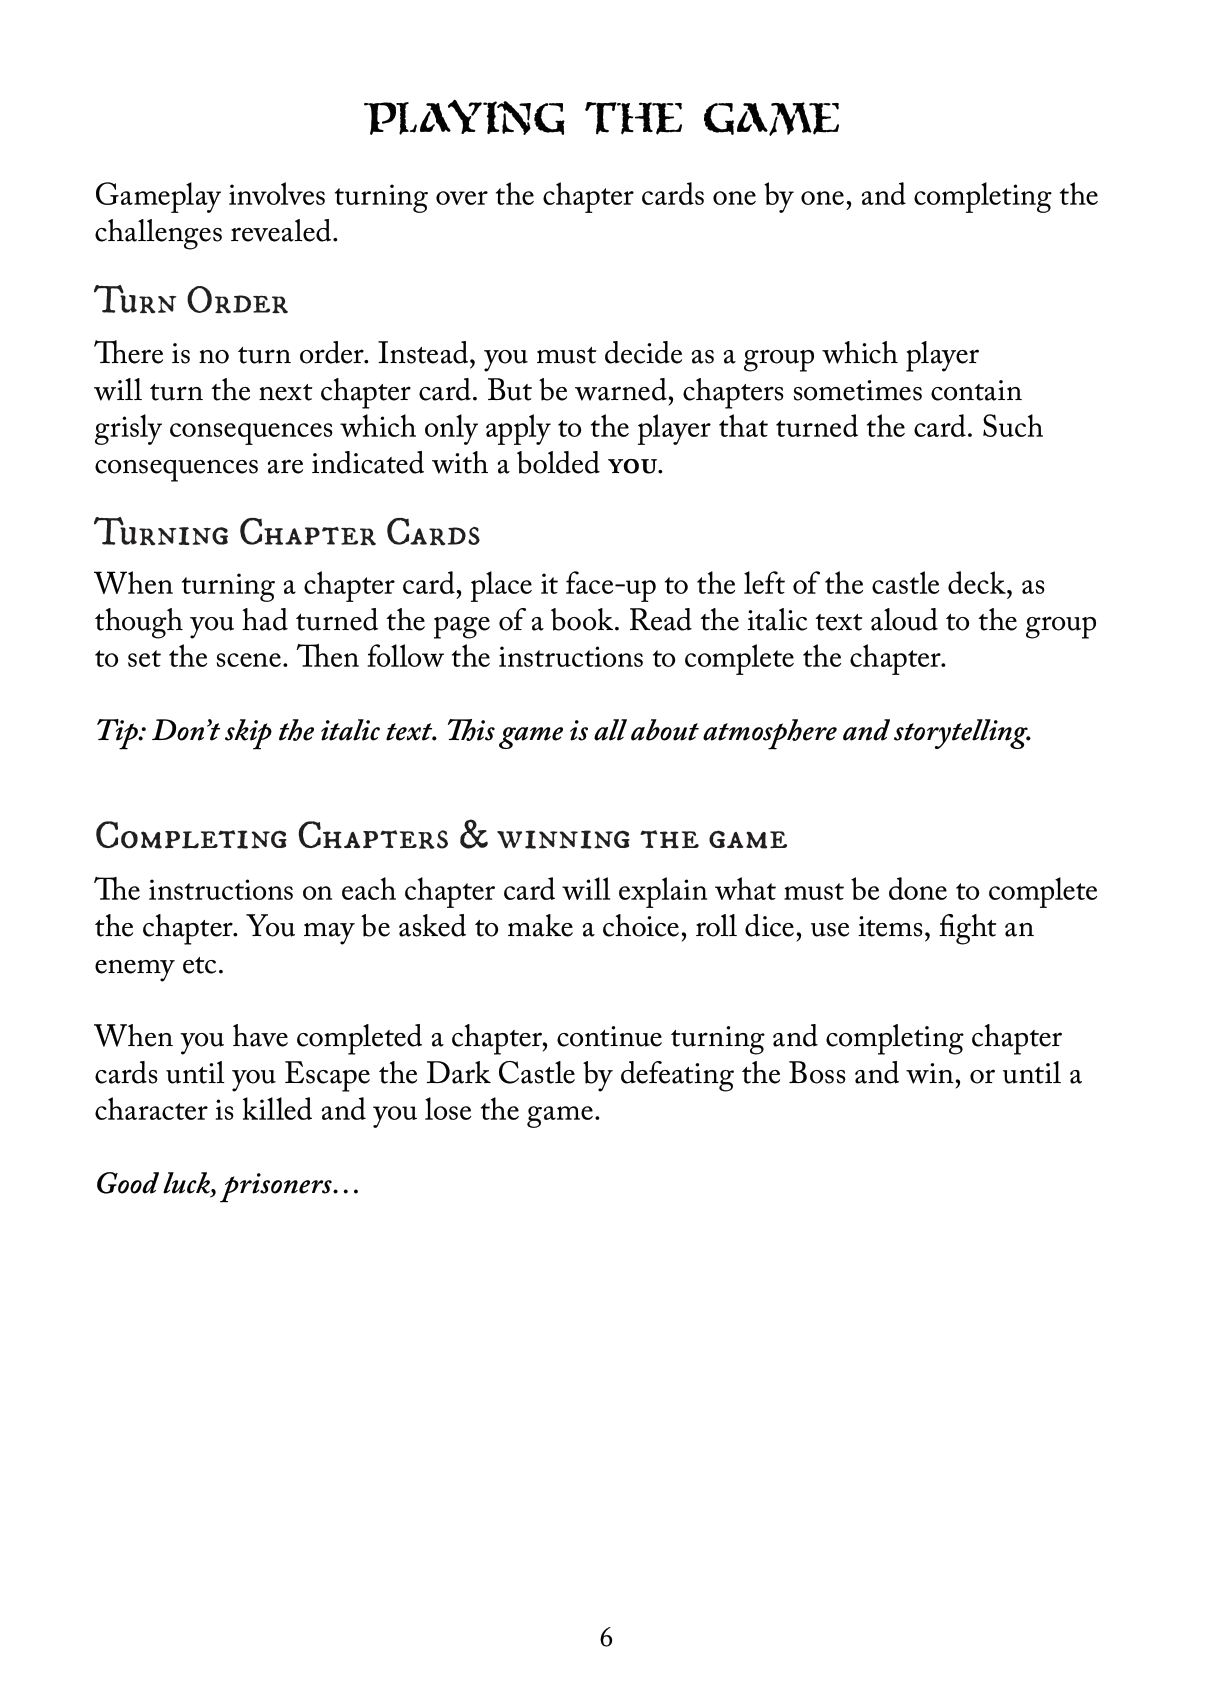 PLAYING THE GAME
Gameplay involves turning over the chapter cards one by one, and completing the
challenges revealed.
Turn Order
There is no turn order. Instead, you must decide as a group which player
will turn the next chapter card. But be warned, chapters sometimes contain
grisly consequences which only apply to the player that turned the card. Such
consequences are indicated with a bolded YOU.
Turning Chapter Cards
When turning a chapter card, place it face-up to the left of the castle deck, as
though you had turned the page of a book. Read the italic text aloud to the group
to set the scene. Then follow the instructions to complete the chapter.
Tip: Don’t skip the italic text. This game is all about atmosphere and storytelling.
Completing Chapters & winning the game
The instructions on each chapter card will explain what must be done to complete
the chapter. You may be asked to make a choice, roll dice, use items, fight an
enemy etc.
When you have completed a chapter, continue turning and completing chapter
cards until you Escape the Dark Castle by defeating the Boss and win, or until a
character is killed and you lose the game.
Good luck, prisoners…
6